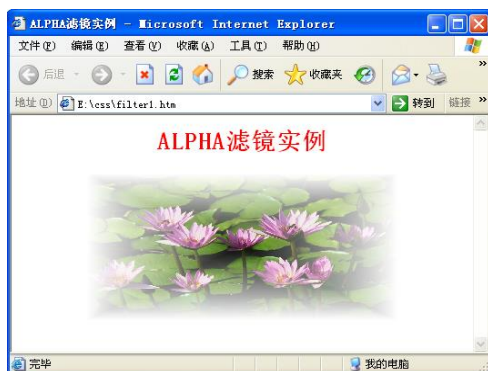 ALPHA滤镜实例 - Microsoft Internet Explorer
文件(F) 编辑(E) 查看(V) 收藏(A) 工具(T) 帮助(H)
后退 搜索 收藏夹 »
地址(D) E:\css\filter1.htm 转到 链接 »
ALPHA滤镜实例
完毕 我的电脑